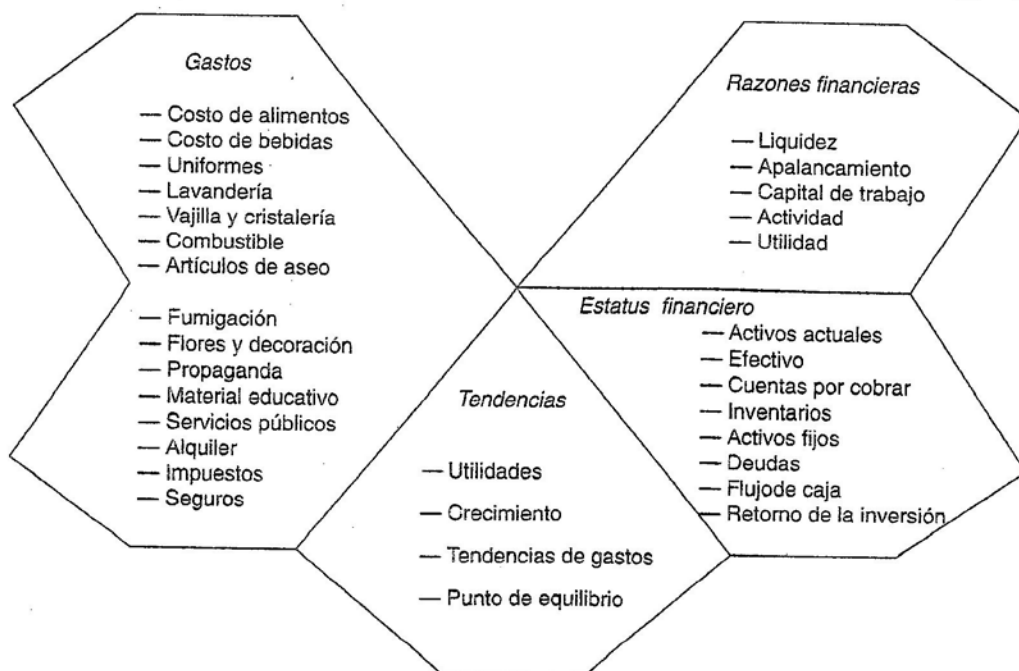 Gastos
— Costo de alimentos
— Costo de bebidas
— Uniformes
— Lavandería
— Vajilla y cristalería
— Combustible
— Artículos de aseo
— Fumigación
— Flores y decoración
— Propaganda
— Material educativo
— Servicios públicos
— Alquiler
— Impuestos
— Seguros
Tendencias
— Utilidades
— Crecimiento
— Tendencias de gastos
— Punto de equilibrio
Razones financieras
— Liquidez
— Apalancamiento
— Capital de trabajo
— Actividad
— Utilidad
Estatus financiero
— Activos actuales
— Efectivo
— Cuentas por cobrar
— Inventarios
— Activos fijos
— Deudas
— Flujode caja
— Retorno de la inversión